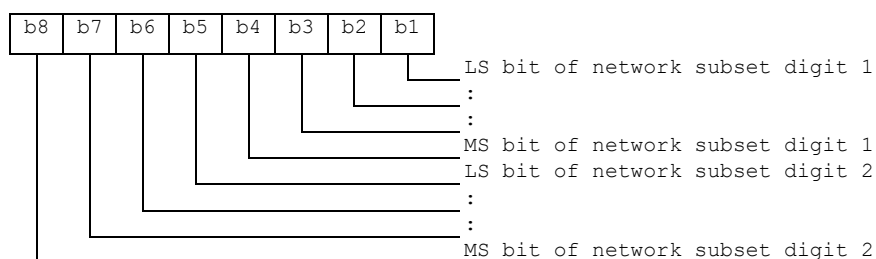 b8 b7 b6 b5 b4 b3 b2 b1
LS bit of network subset digit 1
:
:
MS bit of network subset digit 1
LS bit of network subset digit 2
:
:
MS bit of network subset digit 2